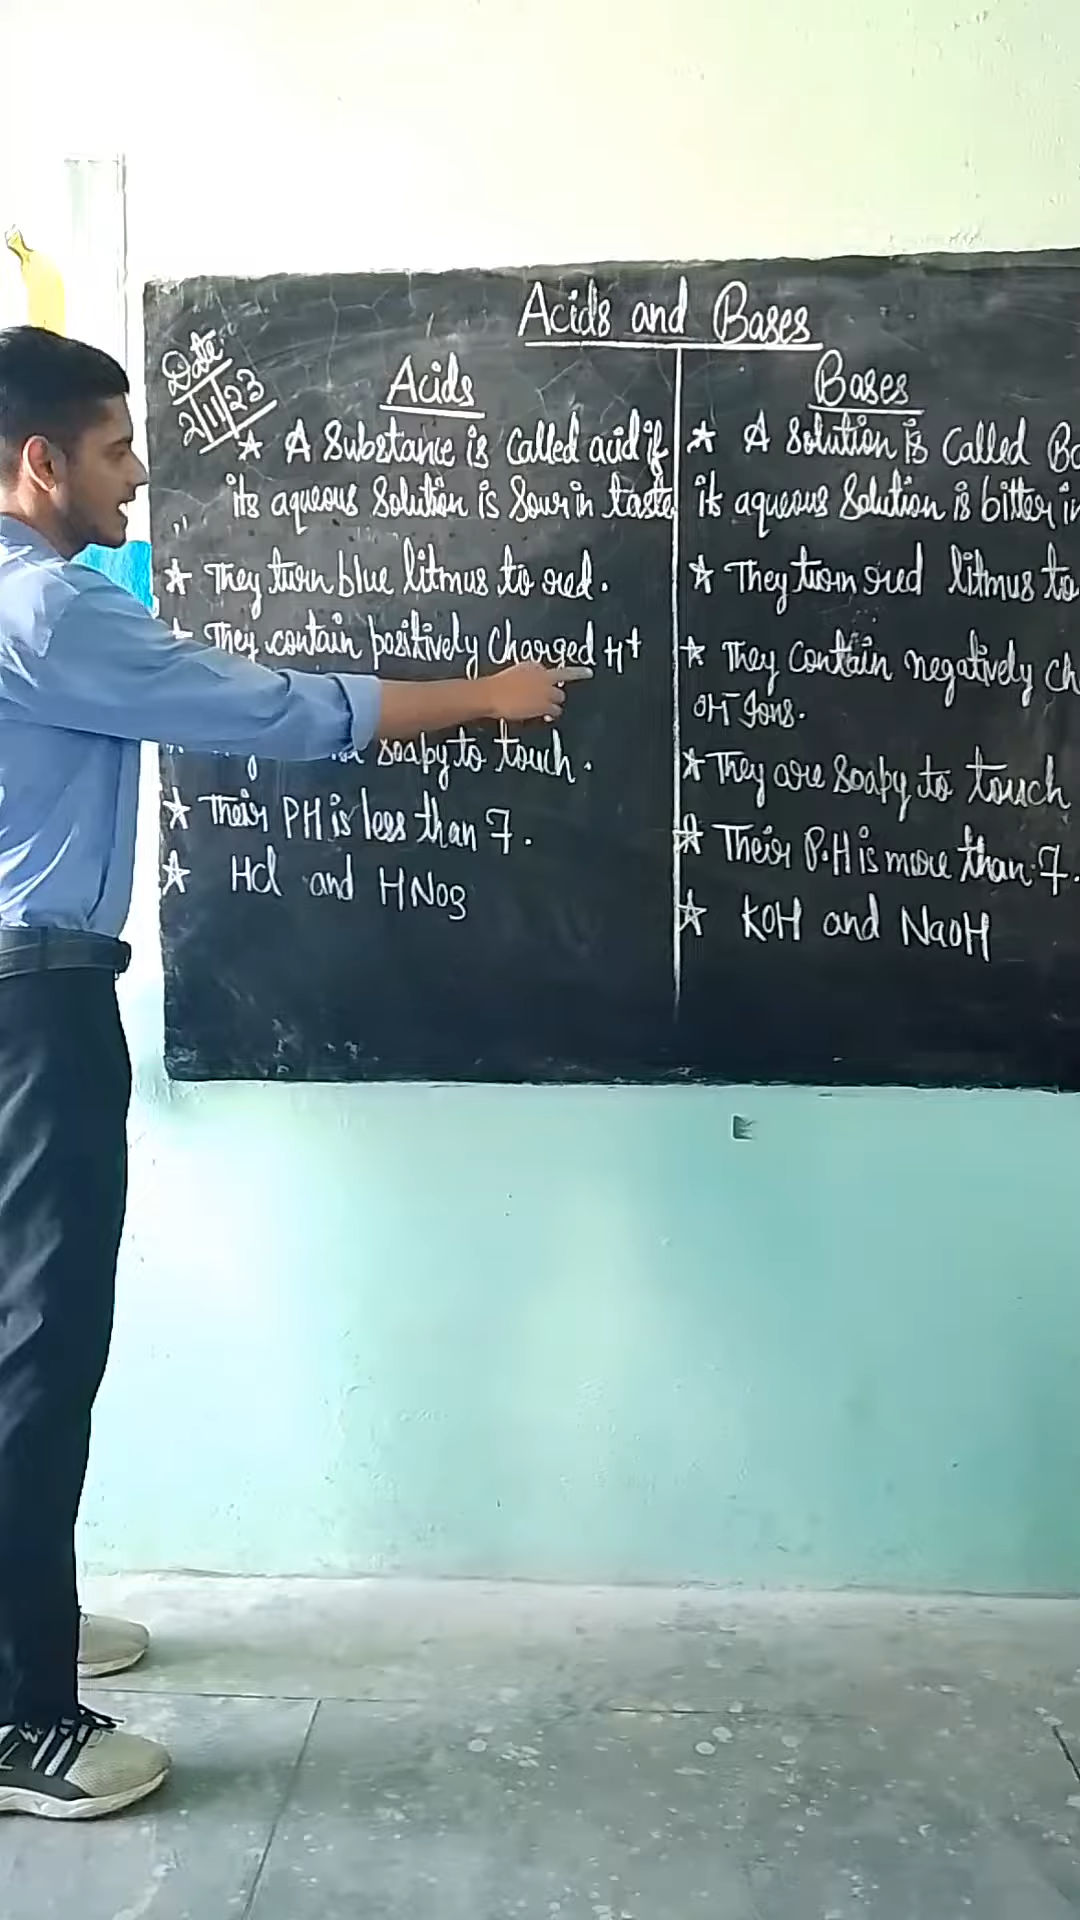 Acids and Bases
Date:
2/11/23
Acids
★ A Substance is called acid if
its aqueous Solution is Sour in taste
,,
★ They turn blue litmus to red.
★ They contain positively Charged H+
soapy to touch.
★ Their PH is less than 7.
★ Hcl and HNO3
Bases
★ A Solution is Called
it aqueous Solution is bitter in
★ They turn red litmus to
★ They Contain negatively
OH- Ions.
★ They are Soapy to touch
★ Their P.H is more than 7.
★ KOH and NaOH